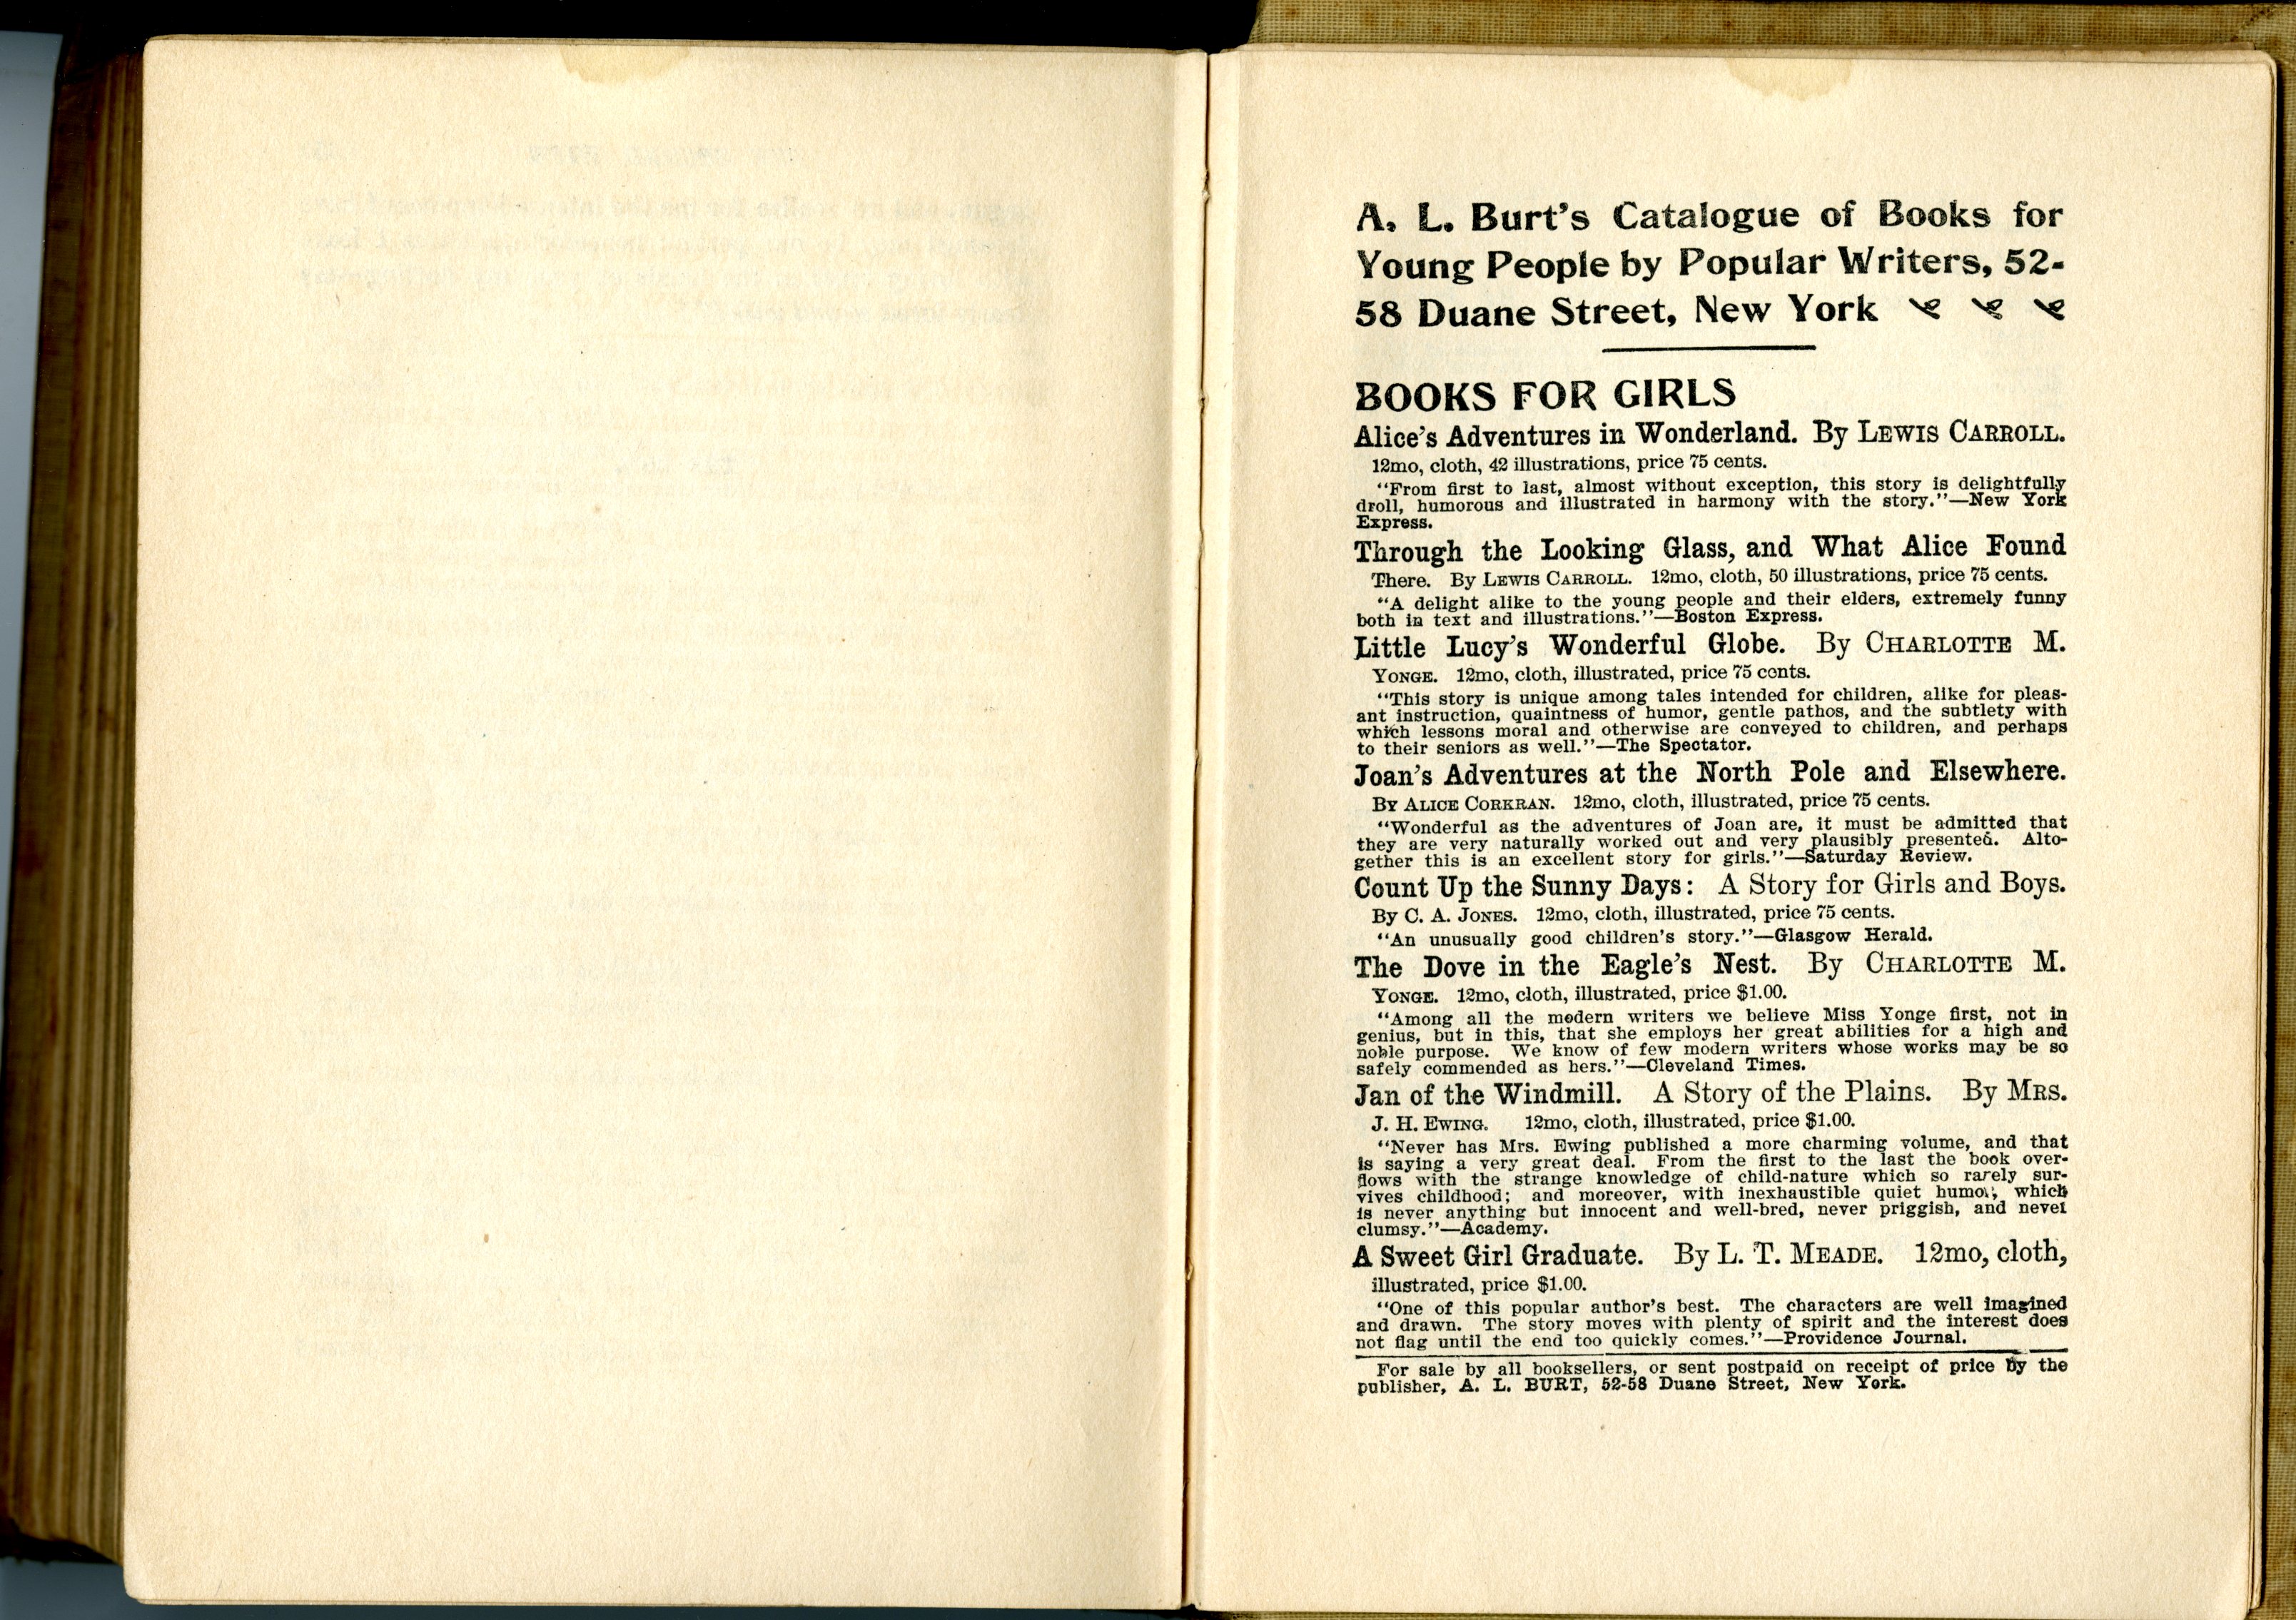 A. L. Burt's Catalogue of Books for
Young People by Popular Writers, 52-
58 Duane Street, New York
BOOKS FOR GIRLS
Alice's Adventures in Wonderland. By LEWIS CARROLL.
12mo, cloth, 42 illustrations, price 75 cents.
"From first to last, almost without exception, this story is delightfully
droll, humorous and illustrated in harmony with the story."—New York
Express.
Through the Looking Glass, and What Alice Found
There. By LEWIS CARROLL. 12mo, cloth, 50 illustrations, price 75 cents.
"A delight alike to the young people and their elders, extremely funny
both in text and illustrations."—Boston Express.
Little Lucy's Wonderful Globe. By CHARLOTTE M.
YONGE. 12mo, cloth, illustrated, price 75 cents.
"This story is unique among tales intended for children, alike for pleas-
ant instruction, quaintness of humor, gentle pathos, and the subtlety with
which lessons moral and otherwise are conveyed to children, and perhaps
to their seniors as well."—The Spectator.
Joan's Adventures at the North Pole and Elsewhere.
By ALICE CORKRAN. 12mo, cloth, illustrated, price 75 cents.
"Wonderful as the adventures of Joan are, it must be admitted that
they are very naturally worked out and very plausibly presented. Alto-
gether this is an excellent story for girls."—Saturday Review.
Count Up the Sunny Days: A Story for Girls and Boys.
By C. A. JONES. 12mo, cloth, illustrated, price 75 cents.
"An unusually good children's story."—Glasgow Herald.
The Dove in the Eagle's Nest. By CHARLOTTE M.
YONGE. 12mo, cloth, illustrated, price $1.00.
"Among all the modern writers we believe Miss Yonge first, not in
genius, but in this, that she employs her great abilities for a high and
noble purpose. We know of few modern writers whose works may be so
safely commended as hers."—Cleveland Times.
Jan of the Windmill. A Story of the Plains. By MRS.
J. H. EWING. 12mo, cloth, illustrated, price $1.00.
"Never has Mrs. Ewing published a more charming volume, and that
is saying a very great deal. From the first to the last the book over-
flows with the strange knowledge of child-nature which so rarely sur-
vives childhood; and moreover, with inexhaustible quiet humor, which
is never anything but innocent and well-bred, never priggish, and never
clumsy."—Academy.
A Sweet Girl Graduate. By L. T. MEADE. 12mo, cloth,
illustrated, price $1.00.
"One of this popular author's best. The characters are well imagined
and drawn. The story moves with plenty of spirit and the interest does
not flag until the end too quickly comes."—Providence Journal.
For sale by all booksellers, or sent postpaid on receipt of price by the
publisher, A. L. BURT, 52-58 Duane Street, New York.